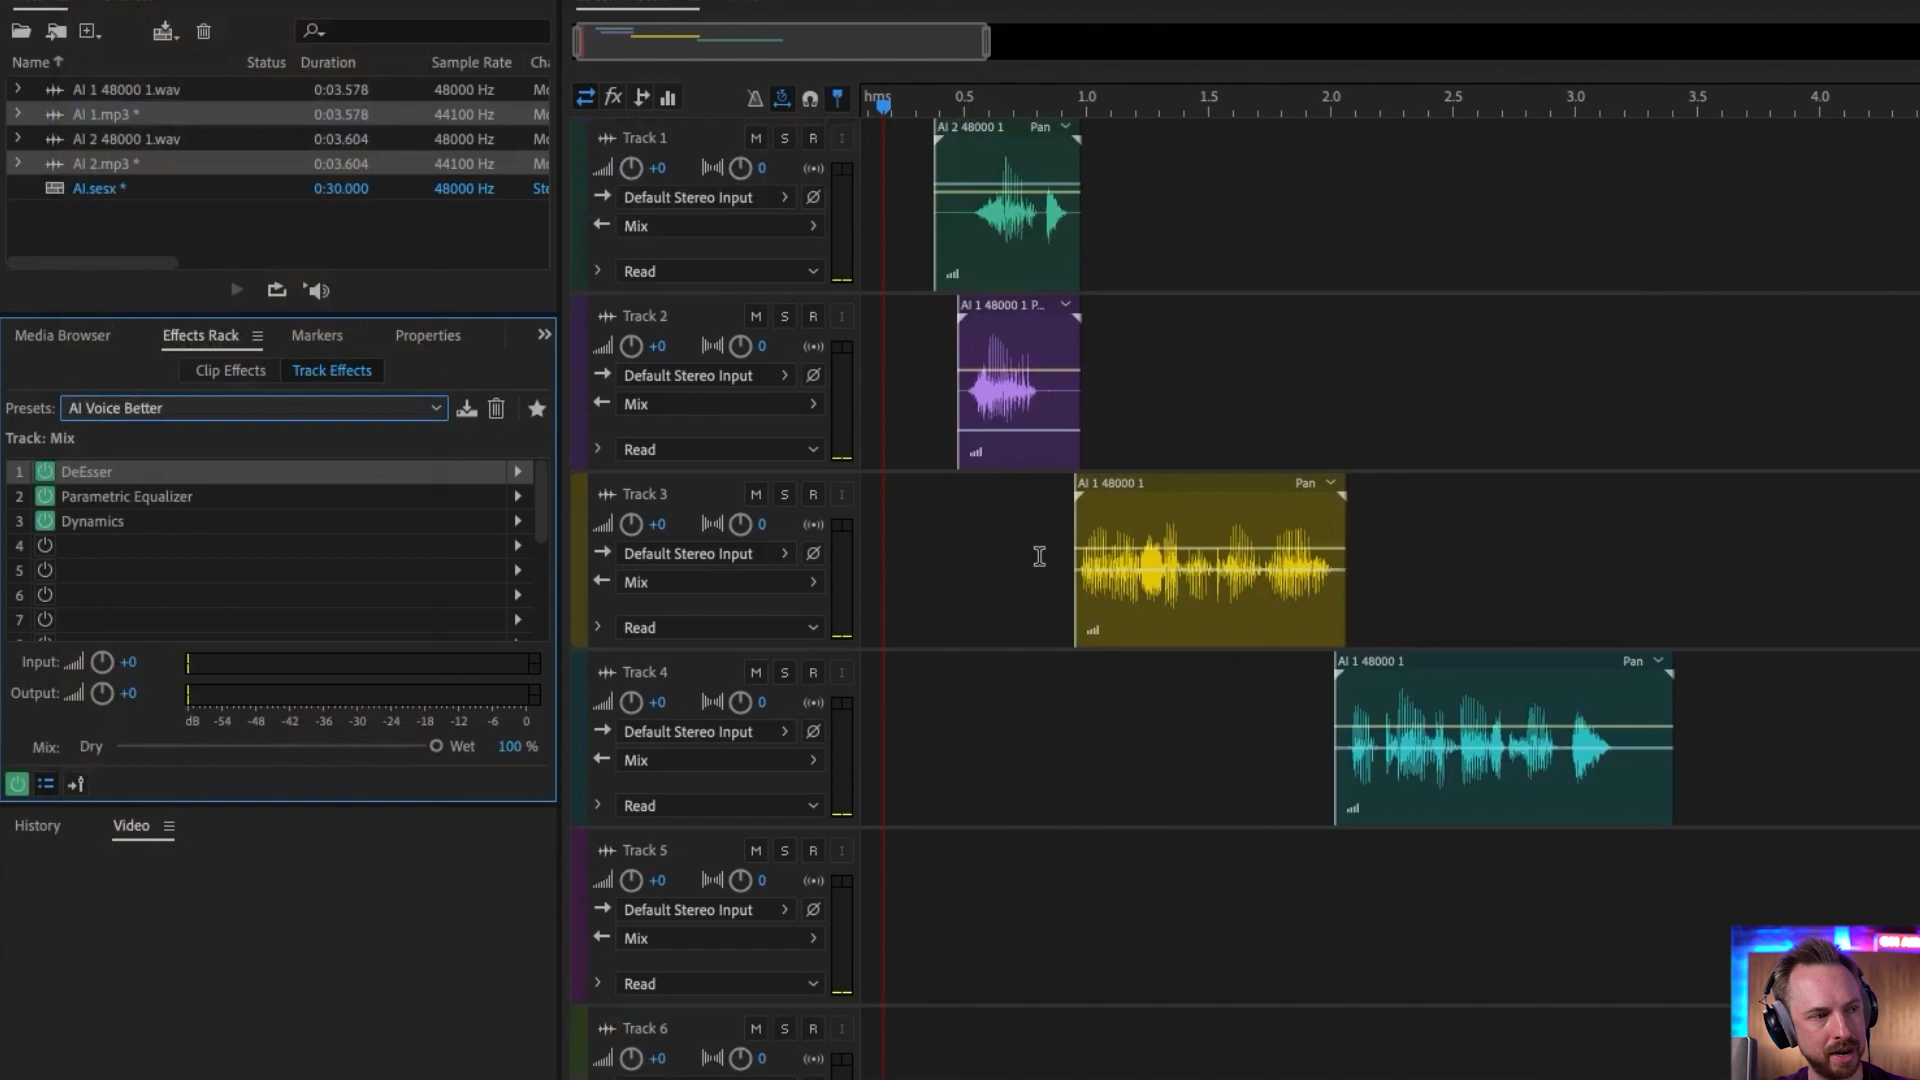 Name Status Duration Sample Rate Ch
AI 1 48000 1.wav 0:03.578 48000 Hz Mo
AI 1.mp3 * 0:03.578 44100 Hz Mo
AI 2 48000 1.wav 0:03.604 48000 Hz Mo
AI 2.mp3 * 0:03.604 44100 Hz Mo
AI.sesx * 0:30.000 48000 Hz Ste
Media Browser Effects Rack Markers Properties
Clip Effects Track Effects
Presets: AI Voice Better
Track: Mix
1 DeEsser
2 Parametric Equalizer
3 Dynamics
4
5
6
7
Input: +0
Output: +0
dB -54 -48 -42 -36 -30 -24 -18 -12 -6 0
Mix: Dry Wet 100 %
History Video
fx hms 0.5 1.0 1.5 2.0 2.5 3.0 3.5 4.0
Track 1 M S R I
+0 0
Default Stereo Input
Mix
Read
AI 2 48000 1 Pan
Track 2 M S R I
+0 0
Default Stereo Input
Mix
Read
AI 1 48000 1 P...
Track 3 M S R I
+0 0
Default Stereo Input
Mix
Read
AI 1 48000 1 Pan
Track 4 M S R I
+0 0
Default Stereo Input
Mix
Read
AI 1 48000 1 Pan
Track 5 M S R I
+0 0
Default Stereo Input
Mix
Read
Track 6 M S R I
+0 0
ON AI